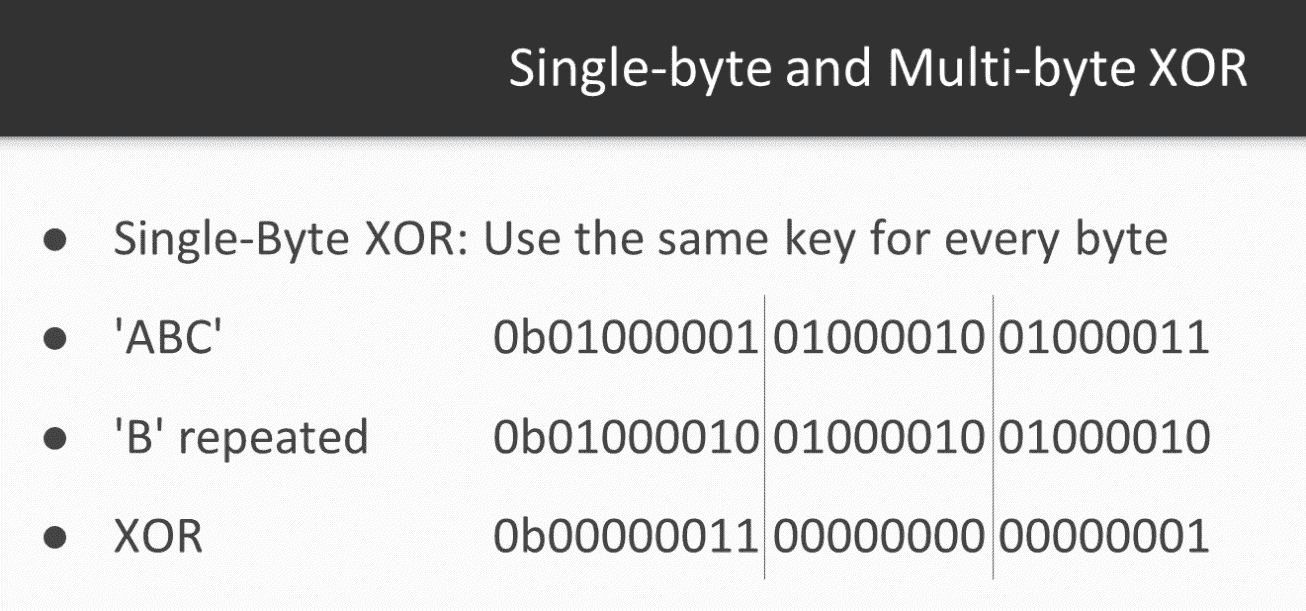 Single-byte and Multi-byte XOR
● Single-Byte XOR: Use the same key for every byte
● 'ABC' 0b01000001 01000010 01000011
● 'B' repeated 0b01000010 01000010 01000010
● XOR 0b00000011 00000000 00000001